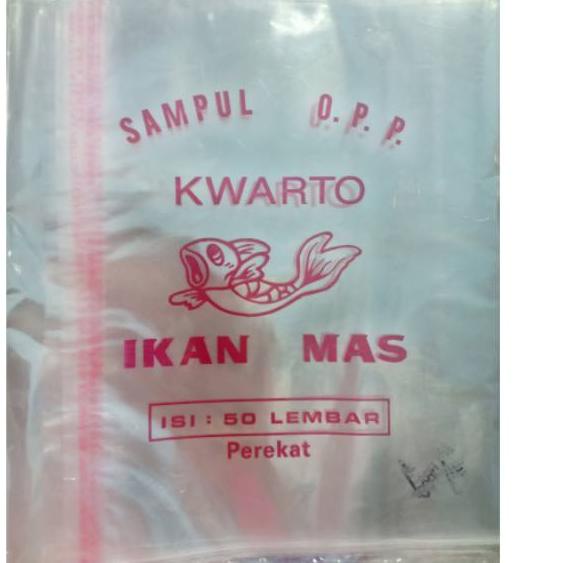 SAMPUL O.P.P.
KWARTO
IKAN MAS
ISI : 50 LEMBAR
Perekat